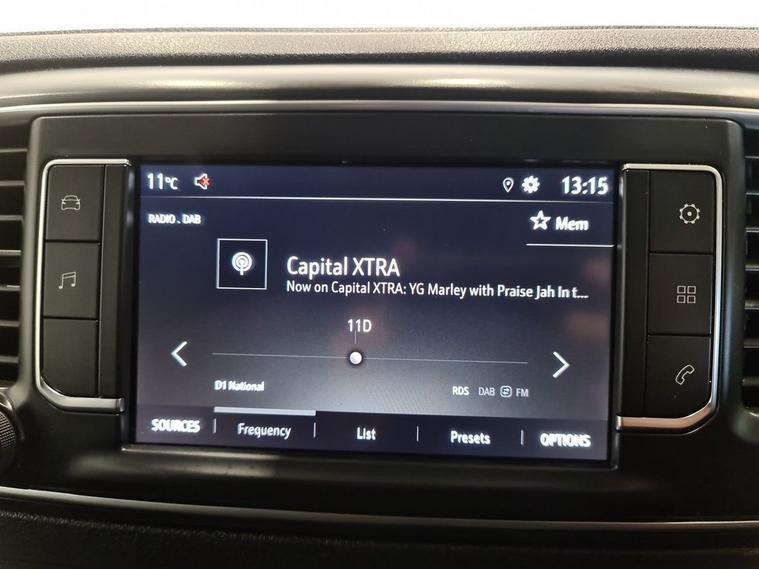 11°C
13:15
RADIO . DAB
Mem
Capital XTRA
Now on Capital XTRA: YG Marley with Praise Jah In t...
11D
D1 National
RDS DAB FM
SOURCES Frequency List Presets OPTIONS